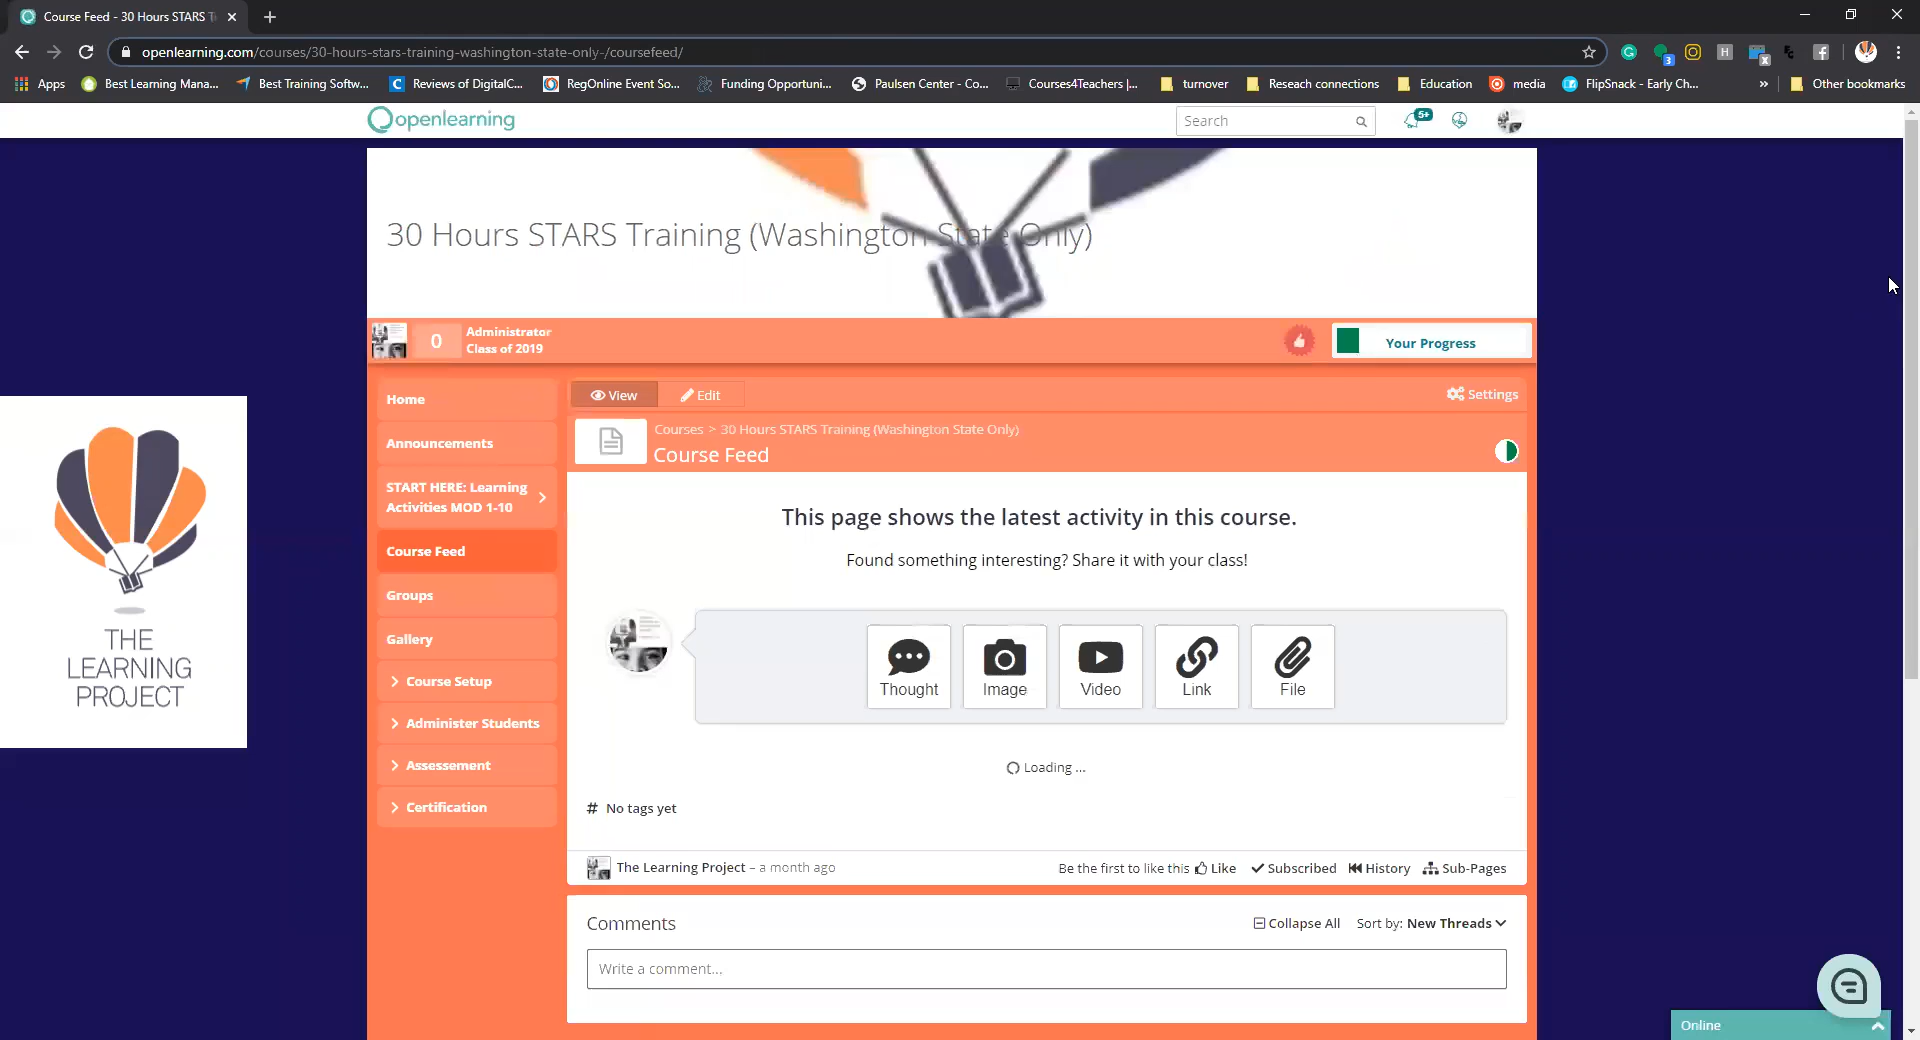 Course Feed - 30 Hours STARS T
openlearning.com/courses/30-hours-stars-training-washington-state-only-/coursefeed/
3
H
x
Apps
Best Learning Mana...
Best Training Softw...
C
Reviews of DigitalC...
RegOnline Event So...
Funding Opportuni...
Paulsen Center - Co...
Courses4Teachers |...
turnover
Reseach connections
Education
media
FlipSnack - Early Ch...
»
Other bookmarks
openlearning
Search
5+
30 Hours STARS Training (Washington State Only)
0
Administrator
Class of 2019
Your Progress
Home
Announcements
START HERE: Learning
Activities MOD 1-10
Course Feed
Groups
Gallery
Course Setup
Administer Students
Assessment
Certification
View
Edit
Settings
Courses > 30 Hours STARS Training (Washington State Only)
Course Feed
This page shows the latest activity in this course.
Found something interesting? Share it with your class!
Thought
Image
Video
Link
File
Loading ...
# No tags yet
The Learning Project – a month ago
Be the first to like this Like
Subscribed
History
Sub-Pages
Comments
Collapse All
Sort by: New Threads
Write a comment...
THE
LEARNING
PROJECT
Online